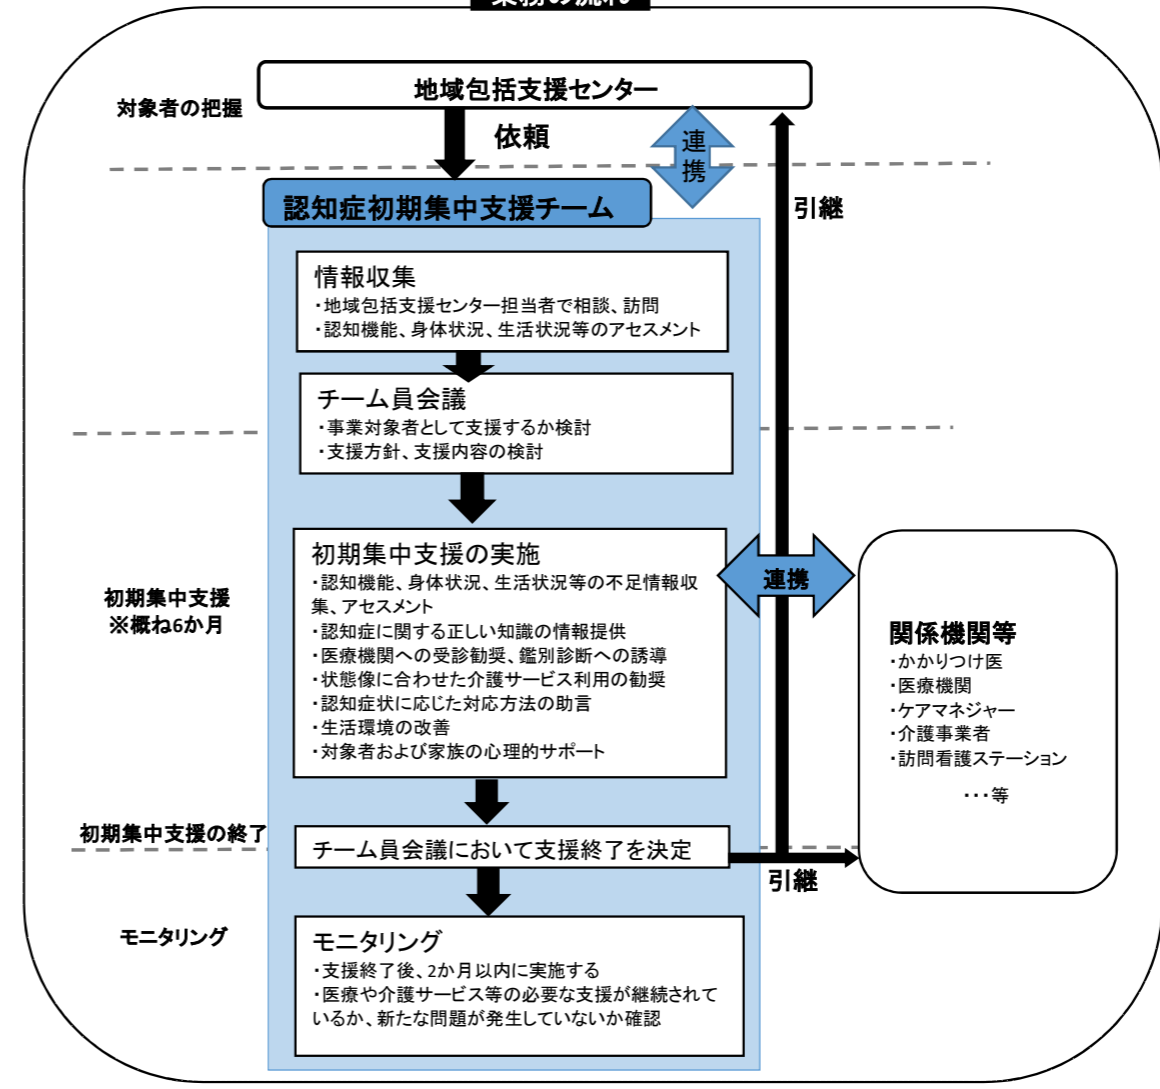 業務の流れ
地域包括支援センター
対象者の把握
依頼
連携
認知症初期集中支援チーム
引継
情報収集
・地域包括支援センター担当者で相談、訪問
・認知機能、身体状況、生活状況等のアセスメント
チーム員会議
・事業対象者として支援するか検討
・支援方針、支援内容の検討
初期集中支援
※概ね6か月
初期集中支援の実施
・認知機能、身体状況、生活状況等の不足情報収
集、アセスメント
・認知症に関する正しい知識の情報提供
・医療機関への受診勧奨、鑑別診断への誘導
・状態像に合わせた介護サービス利用の勧奨
・認知症状に応じた対応方法の助言
・生活環境の改善
・対象者および家族の心理的サポート
連携
関係機関等
・かかりつけ医
・医療機関
・ケアマネジャー
・介護事業者
・訪問看護ステーション
・・・等
初期集中支援の終了
チーム員会議において支援終了を決定
引継
モニタリング
モニタリング
・支援終了後、2か月以内に実施する
・医療や介護サービス等の必要な支援が継続されて
いるか、新たな問題が発生していないか確認